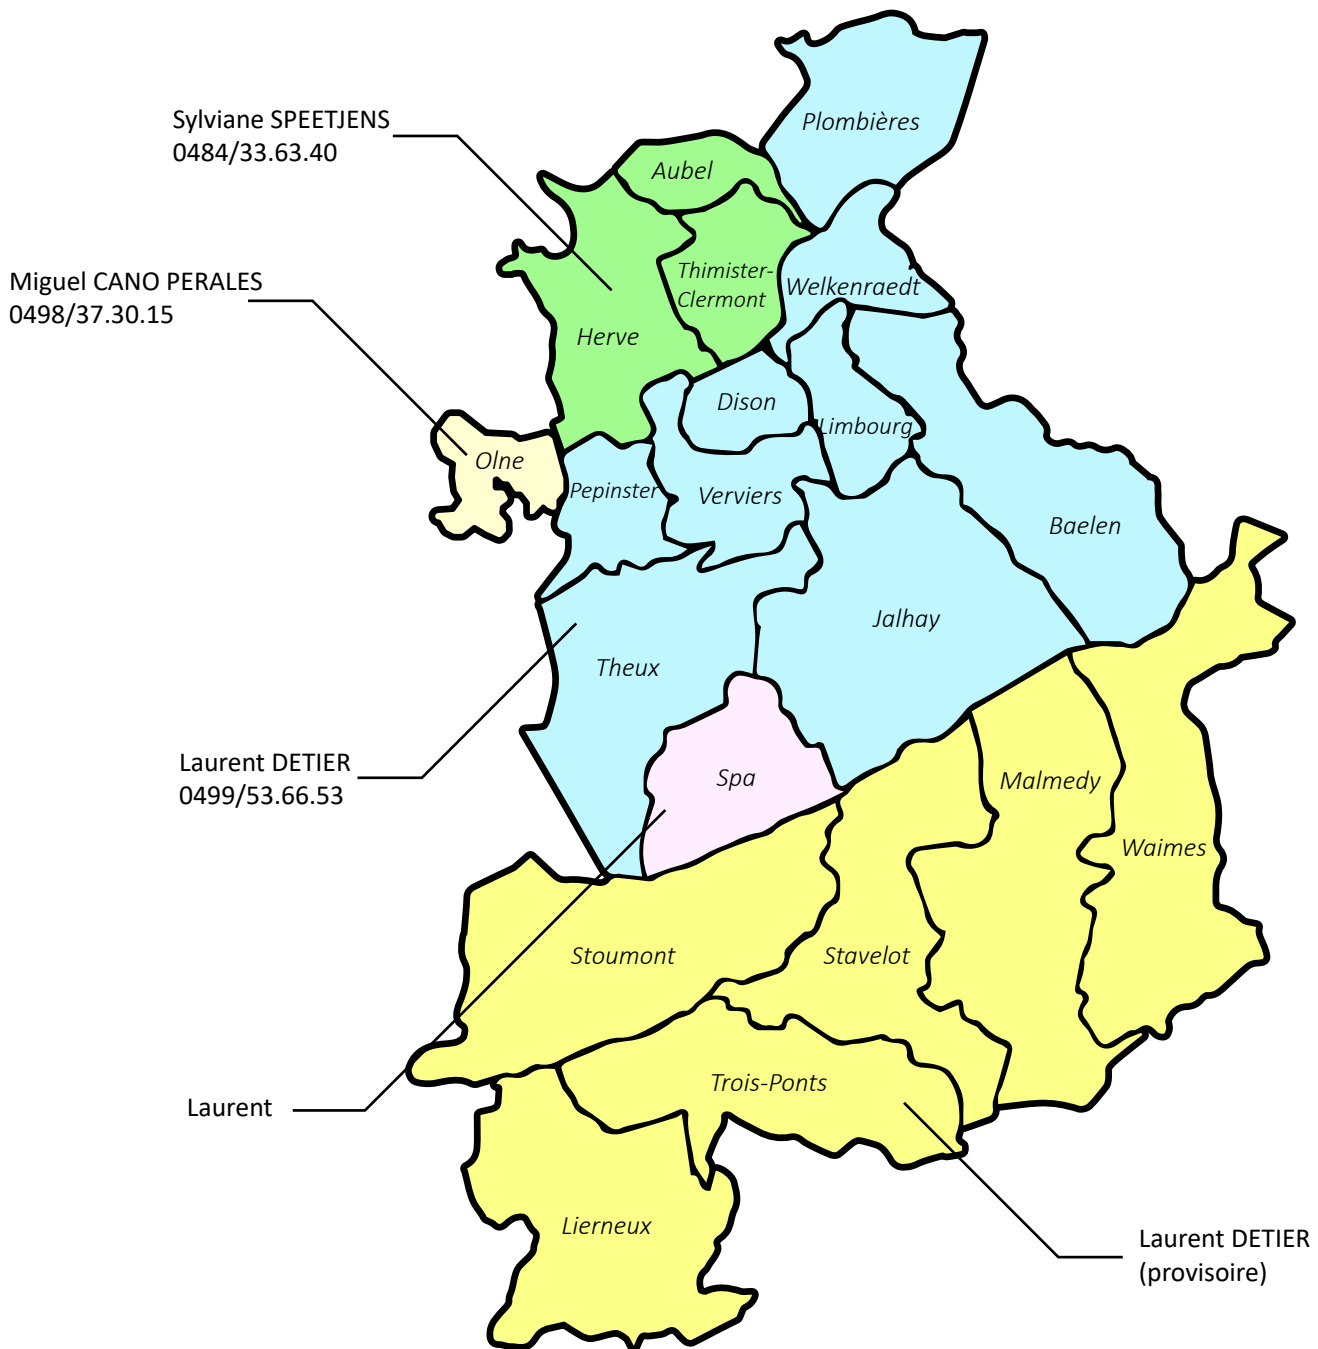 Plombières
Sylviane SPEETJENS
0484/33.63.40
Aubel
Thimister-
Clermont
Welkenraedt
Miguel CANO PERALES
0498/37.30.15
Herve
Dison
Limbourg
Olne
Pepinster
Verviers
Baelen
Jalhay
Theux
Laurent DETIER
0499/53.66.53
Spa
Malmedy
Waimes
Stoumont
Stavelot
Trois-Ponts
Laurent
Lierneux
Laurent DETIER
(provisoire)